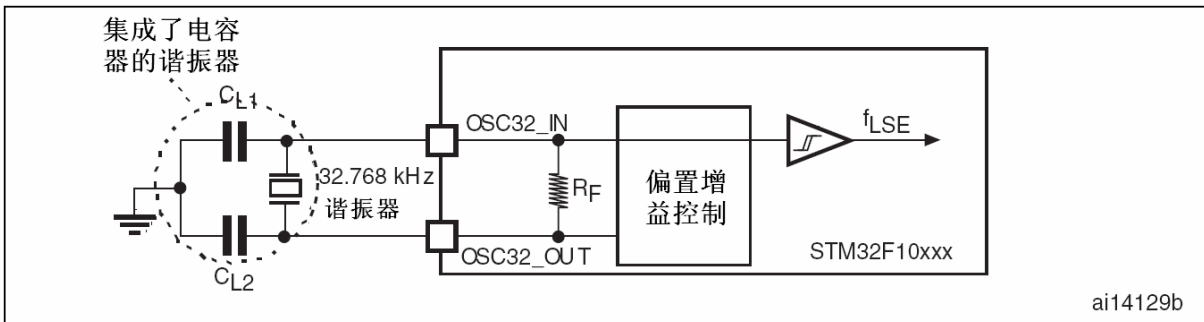 集成了电容
器的谐振器
CL1
OSC32_IN
fLSE
32.768 kHz
谐振器
RF
偏置增
益控制
OSC32_OUT
STM32F10xxx
CL2
ai14129b